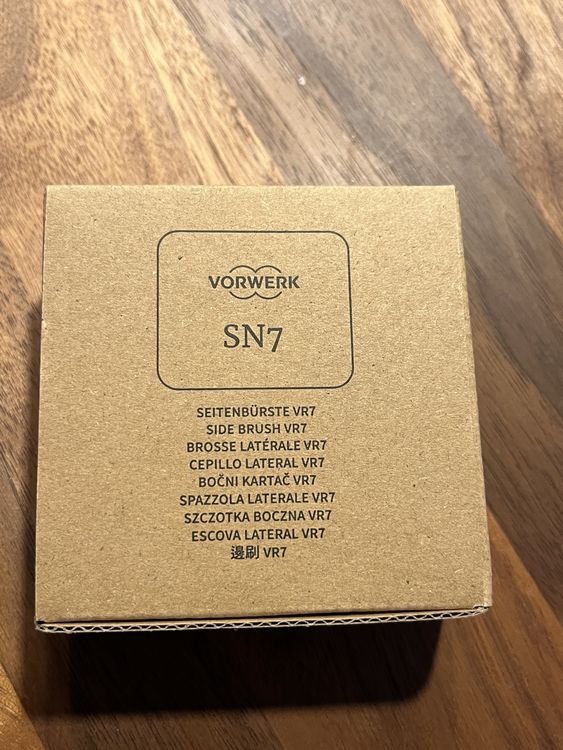 VORWERK
SN7
SEITENBÜRSTE VR7
SIDE BRUSH VR7
BROSSE LATÉRALE VR7
CEPILLO LATERAL VR7
BOČNI KARTAČ VR7
SPAZZOLA LATERALE VR7
SZCZOTKA BOCZNA VR7
ESCOVA LATERAL VR7
邊刷 VR7